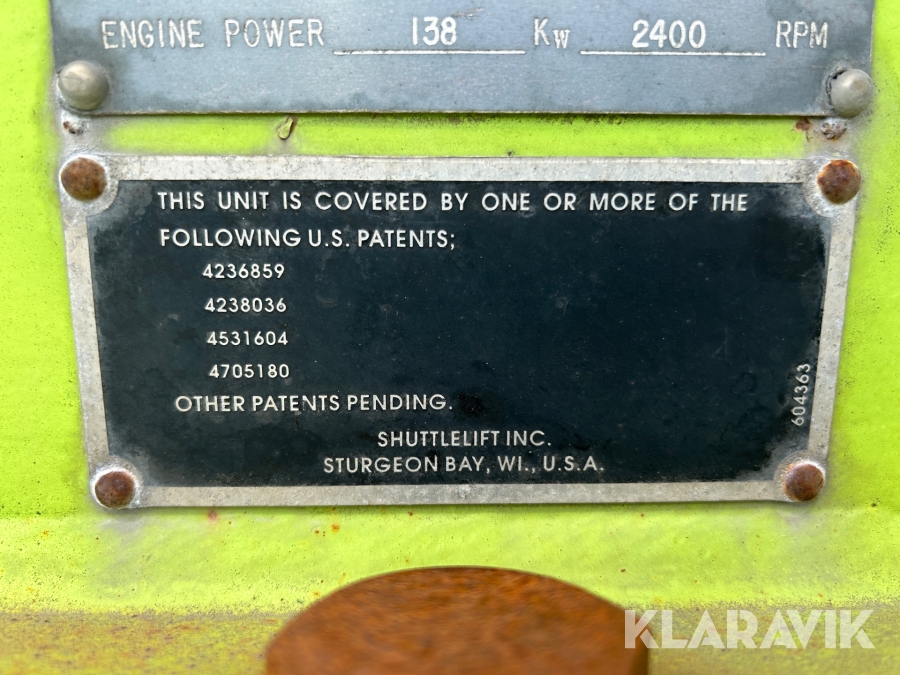 ENGINE POWER 138 Kw 2400 RPM
THIS UNIT IS COVERED BY ONE OR MORE OF THE
FOLLOWING U.S. PATENTS;
4236859
4238036
4531604
4705180
OTHER PATENTS PENDING.
604363
SHUTTLELIFT INC.
STURGEON BAY, WI., U.S.A.
KLARAVIK